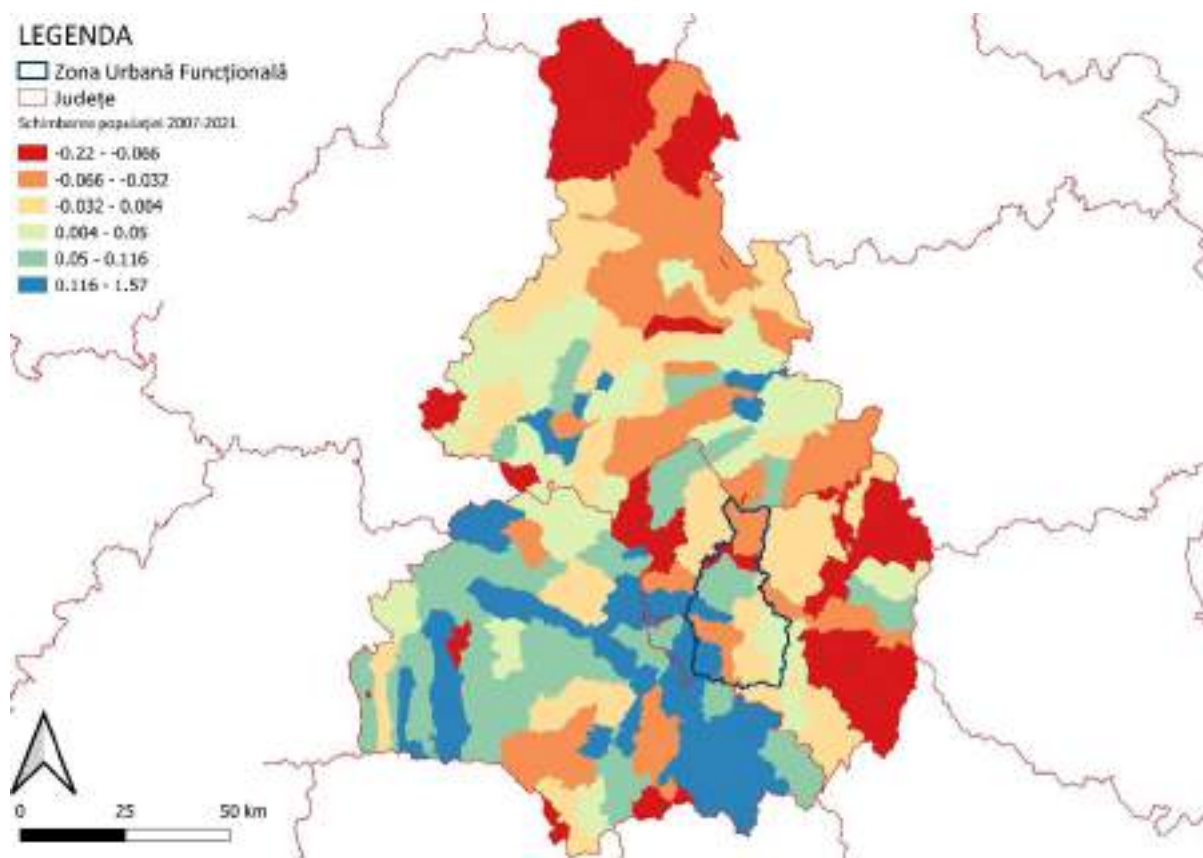 LEGENDA
Zona Urbană Funcțională
Județe
Schimbarea populației 2007-2021
-0.22 - -0.066
-0.066 - -0.032
-0.032 - 0.004
0.004 - 0.05
0.05 - 0.116
0.116 - 1.57
0 25 50 km